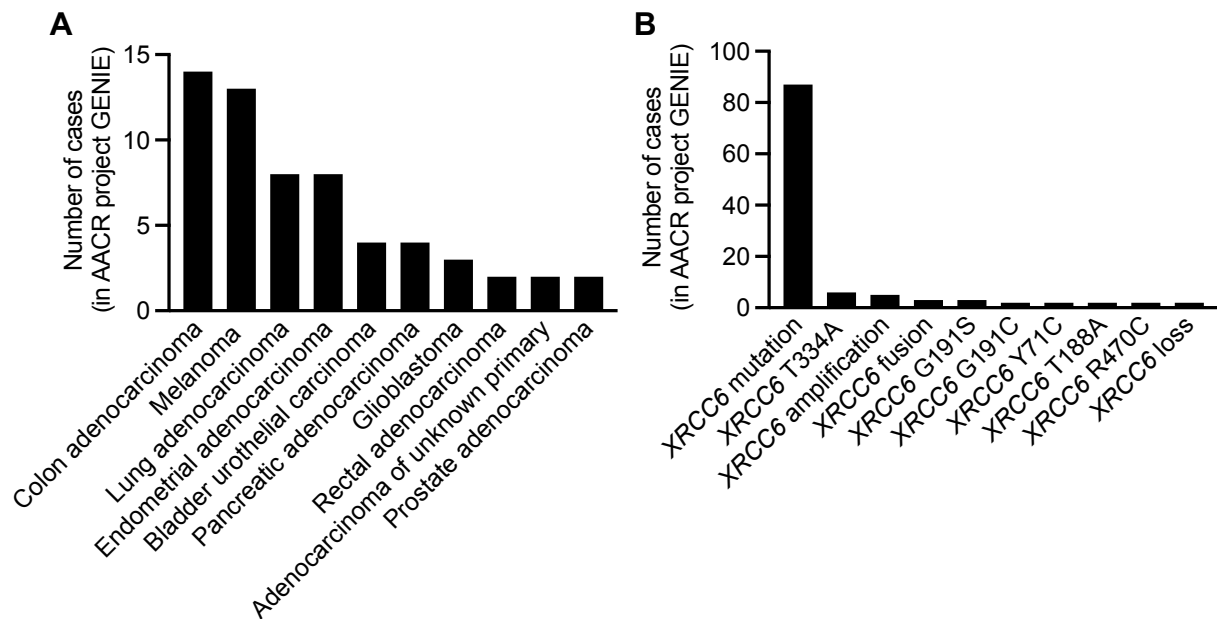 A
Number of cases
(in AACR project GENIE)
15
10
5
0
Colon adenocarcinoma
Melanoma
Lung adenocarcinoma
Endometrial adenocarcinoma
Bladder urothelial carcinoma
Pancreatic adenocarcinoma
Glioblastoma
Rectal adenocarcinoma
Adenocarcinoma of unknown primary
Prostate adenocarcinoma
B
Number of cases
(in AACR project GENIE)
100
80
60
40
20
0
XRCC6 mutation
XRCC6 T334A
XRCC6 amplification
XRCC6 fusion
XRCC6 G191S
XRCC6 G191C
XRCC6 Y71C
XRCC6 T188A
XRCC6 R470C
XRCC6 loss